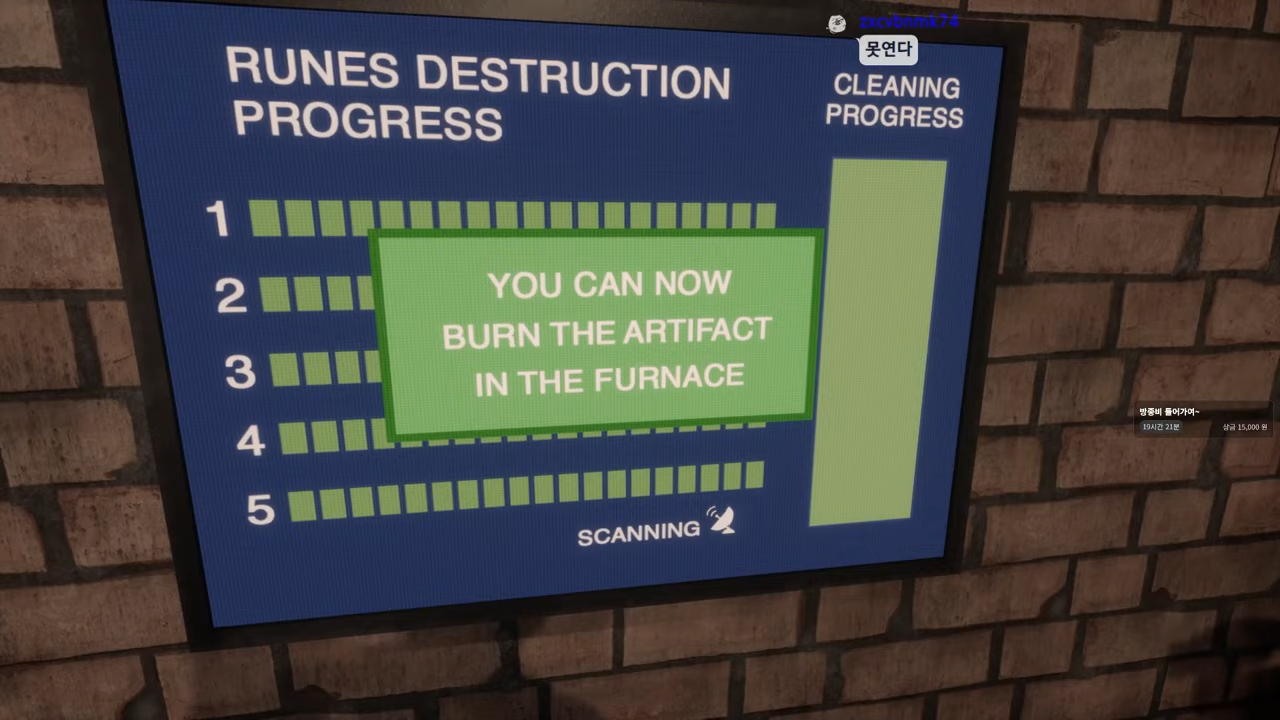 zxcvbnmk74
못연다
RUNES DESTRUCTION
PROGRESS
CLEANING
PROGRESS
1
2
3
4
5
YOU CAN NOW
BURN THE ARTIFACT
IN THE FURNACE
SCANNING
방종비 들어가여~
19시간 21분
상금 15,000 원